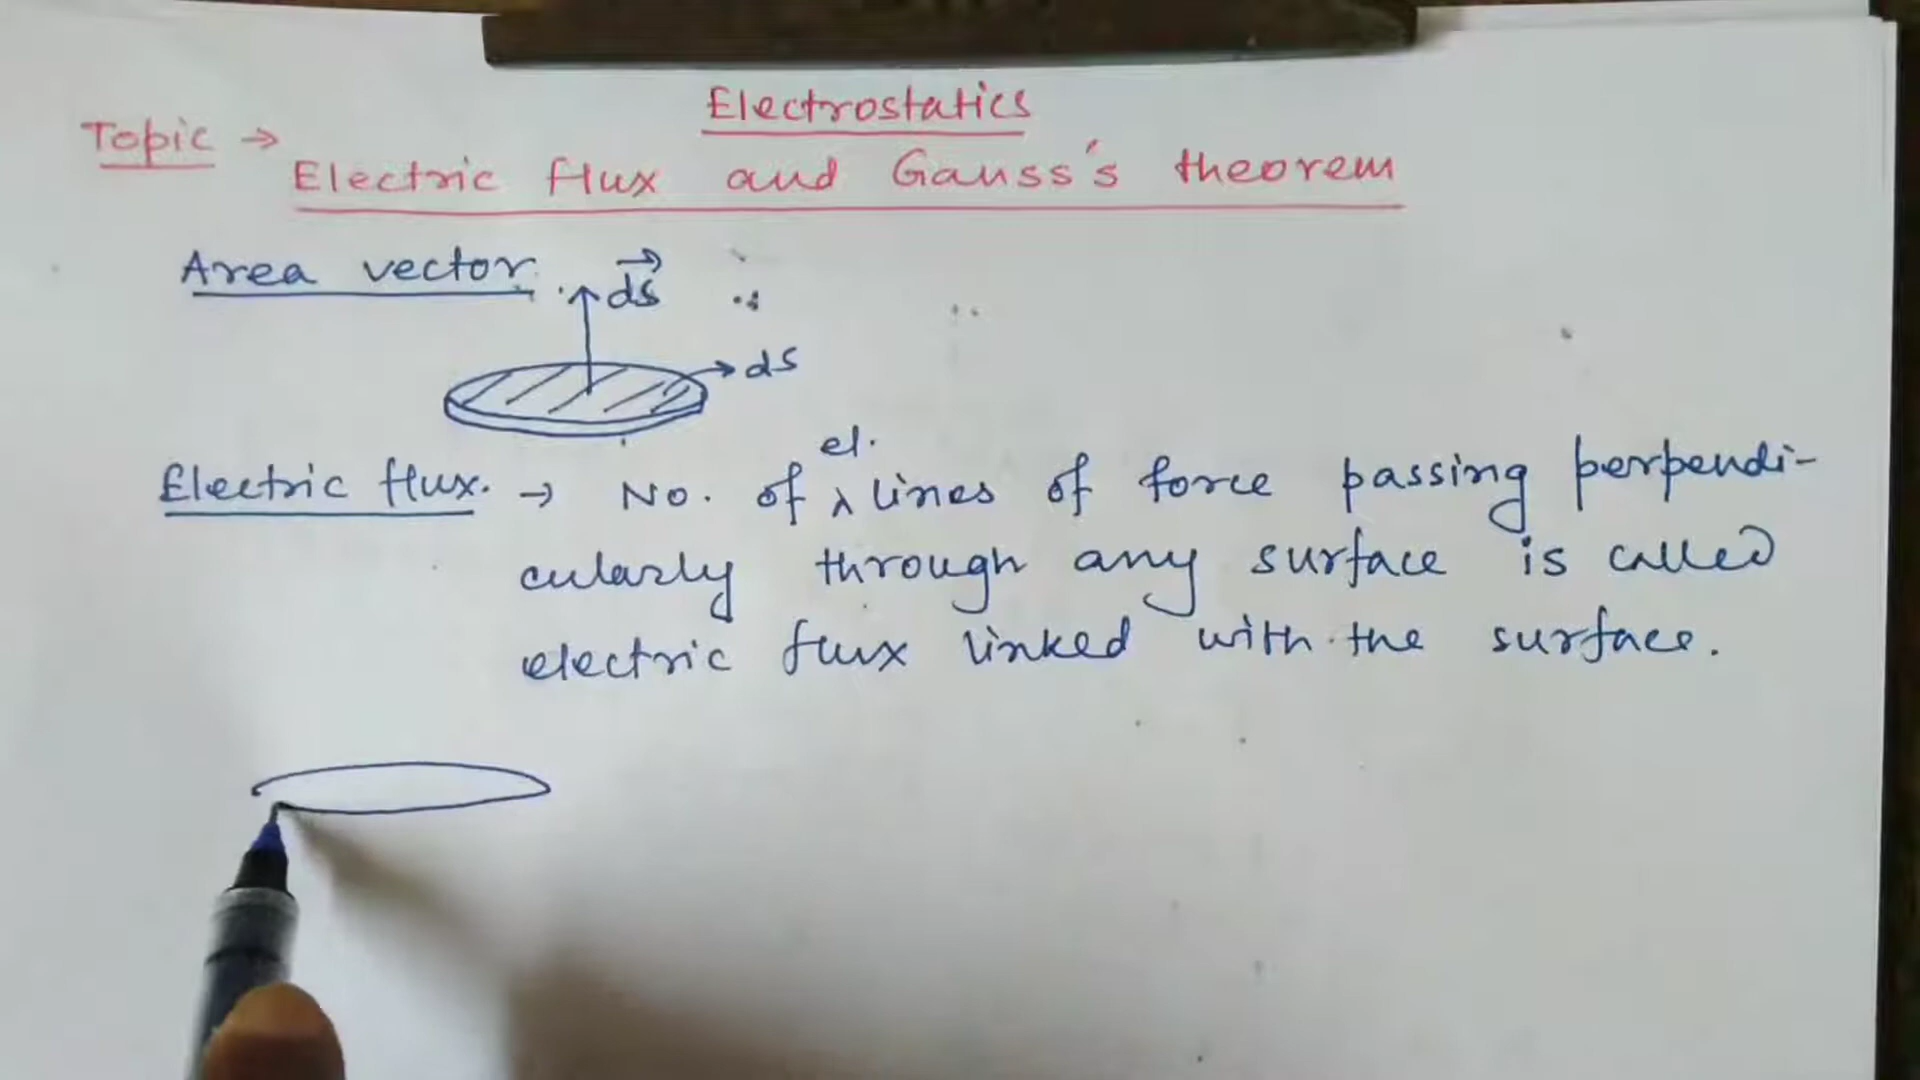 Electrostatics
Topic →
Electric flux and Gauss's theorem
Area vector
ds
ds
Electric flux. → No. of el. lines of force passing perpendi-
cularly through any surface is called
electric flux linked with the surface.